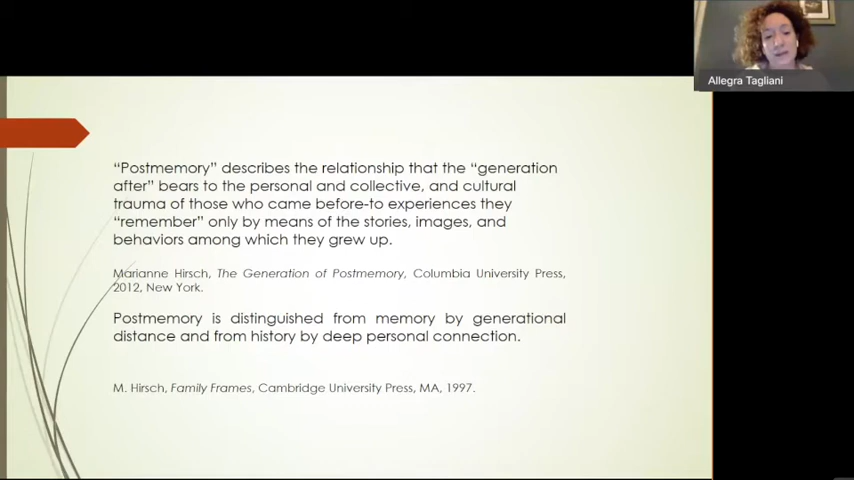 Allegra Tagliani
“Postmemory” describes the relationship that the “generation
after” bears to the personal and collective, and cultural
trauma of those who came before-to experiences they
“remember” only by means of the stories, images, and
behaviors among which they grew up.
Marianne Hirsch, The Generation of Postmemory, Columbia University Press,
2012, New York.
Postmemory is distinguished from memory by generational
distance and from history by deep personal connection.
M. Hirsch, Family Frames, Cambridge University Press, MA, 1997.